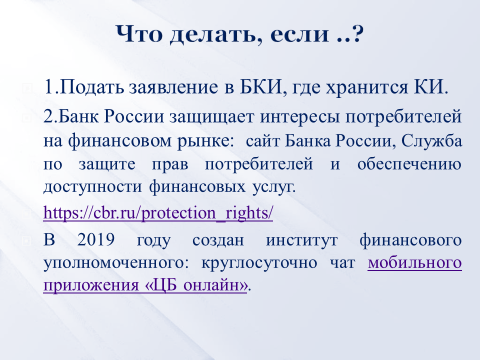 Что делать, если ..?
1.Подать заявление в БКИ, где хранится КИ.
2.Банк России защищает интересы потребителей
на финансовом рынке: сайт Банка России, Служба
по защите прав потребителей и обеспечению
доступности финансовых услуг.
https://cbr.ru/protection_rights/
В 2019 году создан институт финансового
уполномоченного: круглосуточно чат мобильного
приложения «ЦБ онлайн».